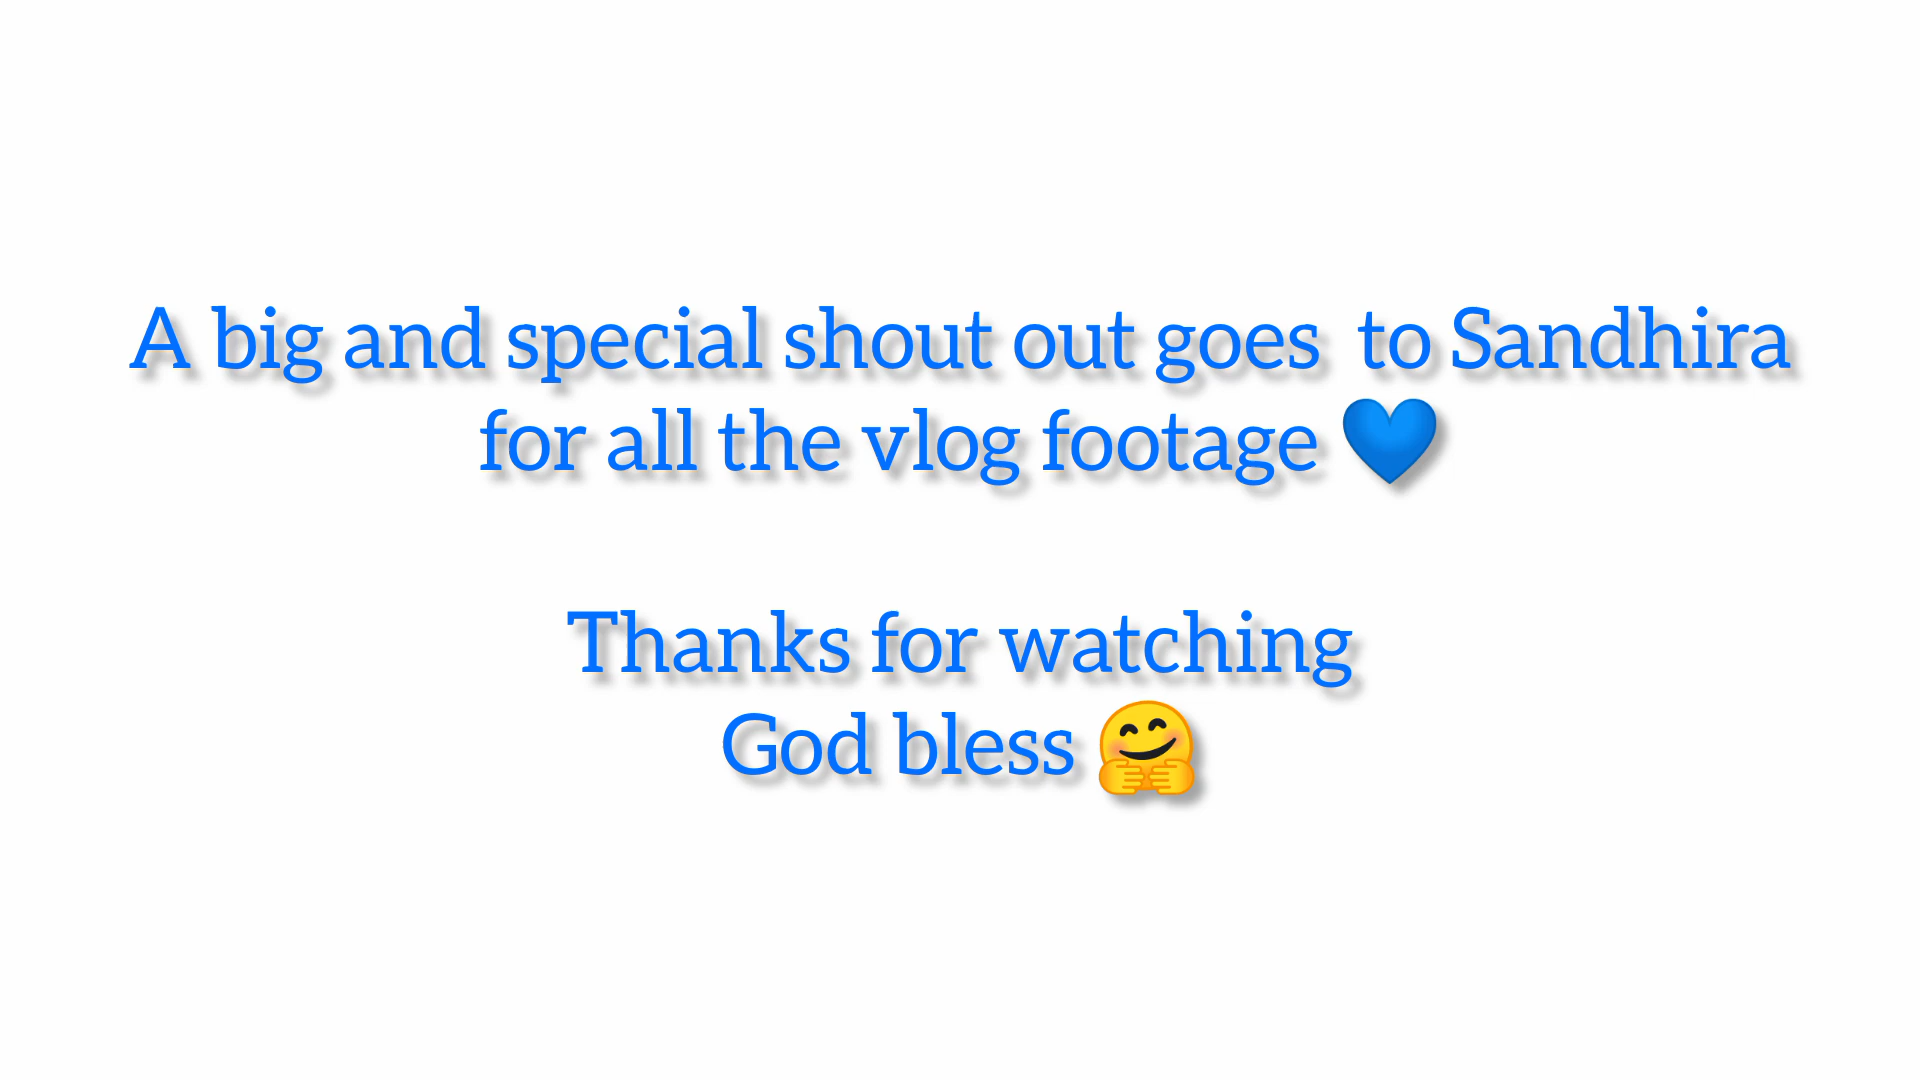 A big and special shout out goes  to Sandhira
for all the vlog footage 💙
Thanks for watching
God bless 🤗